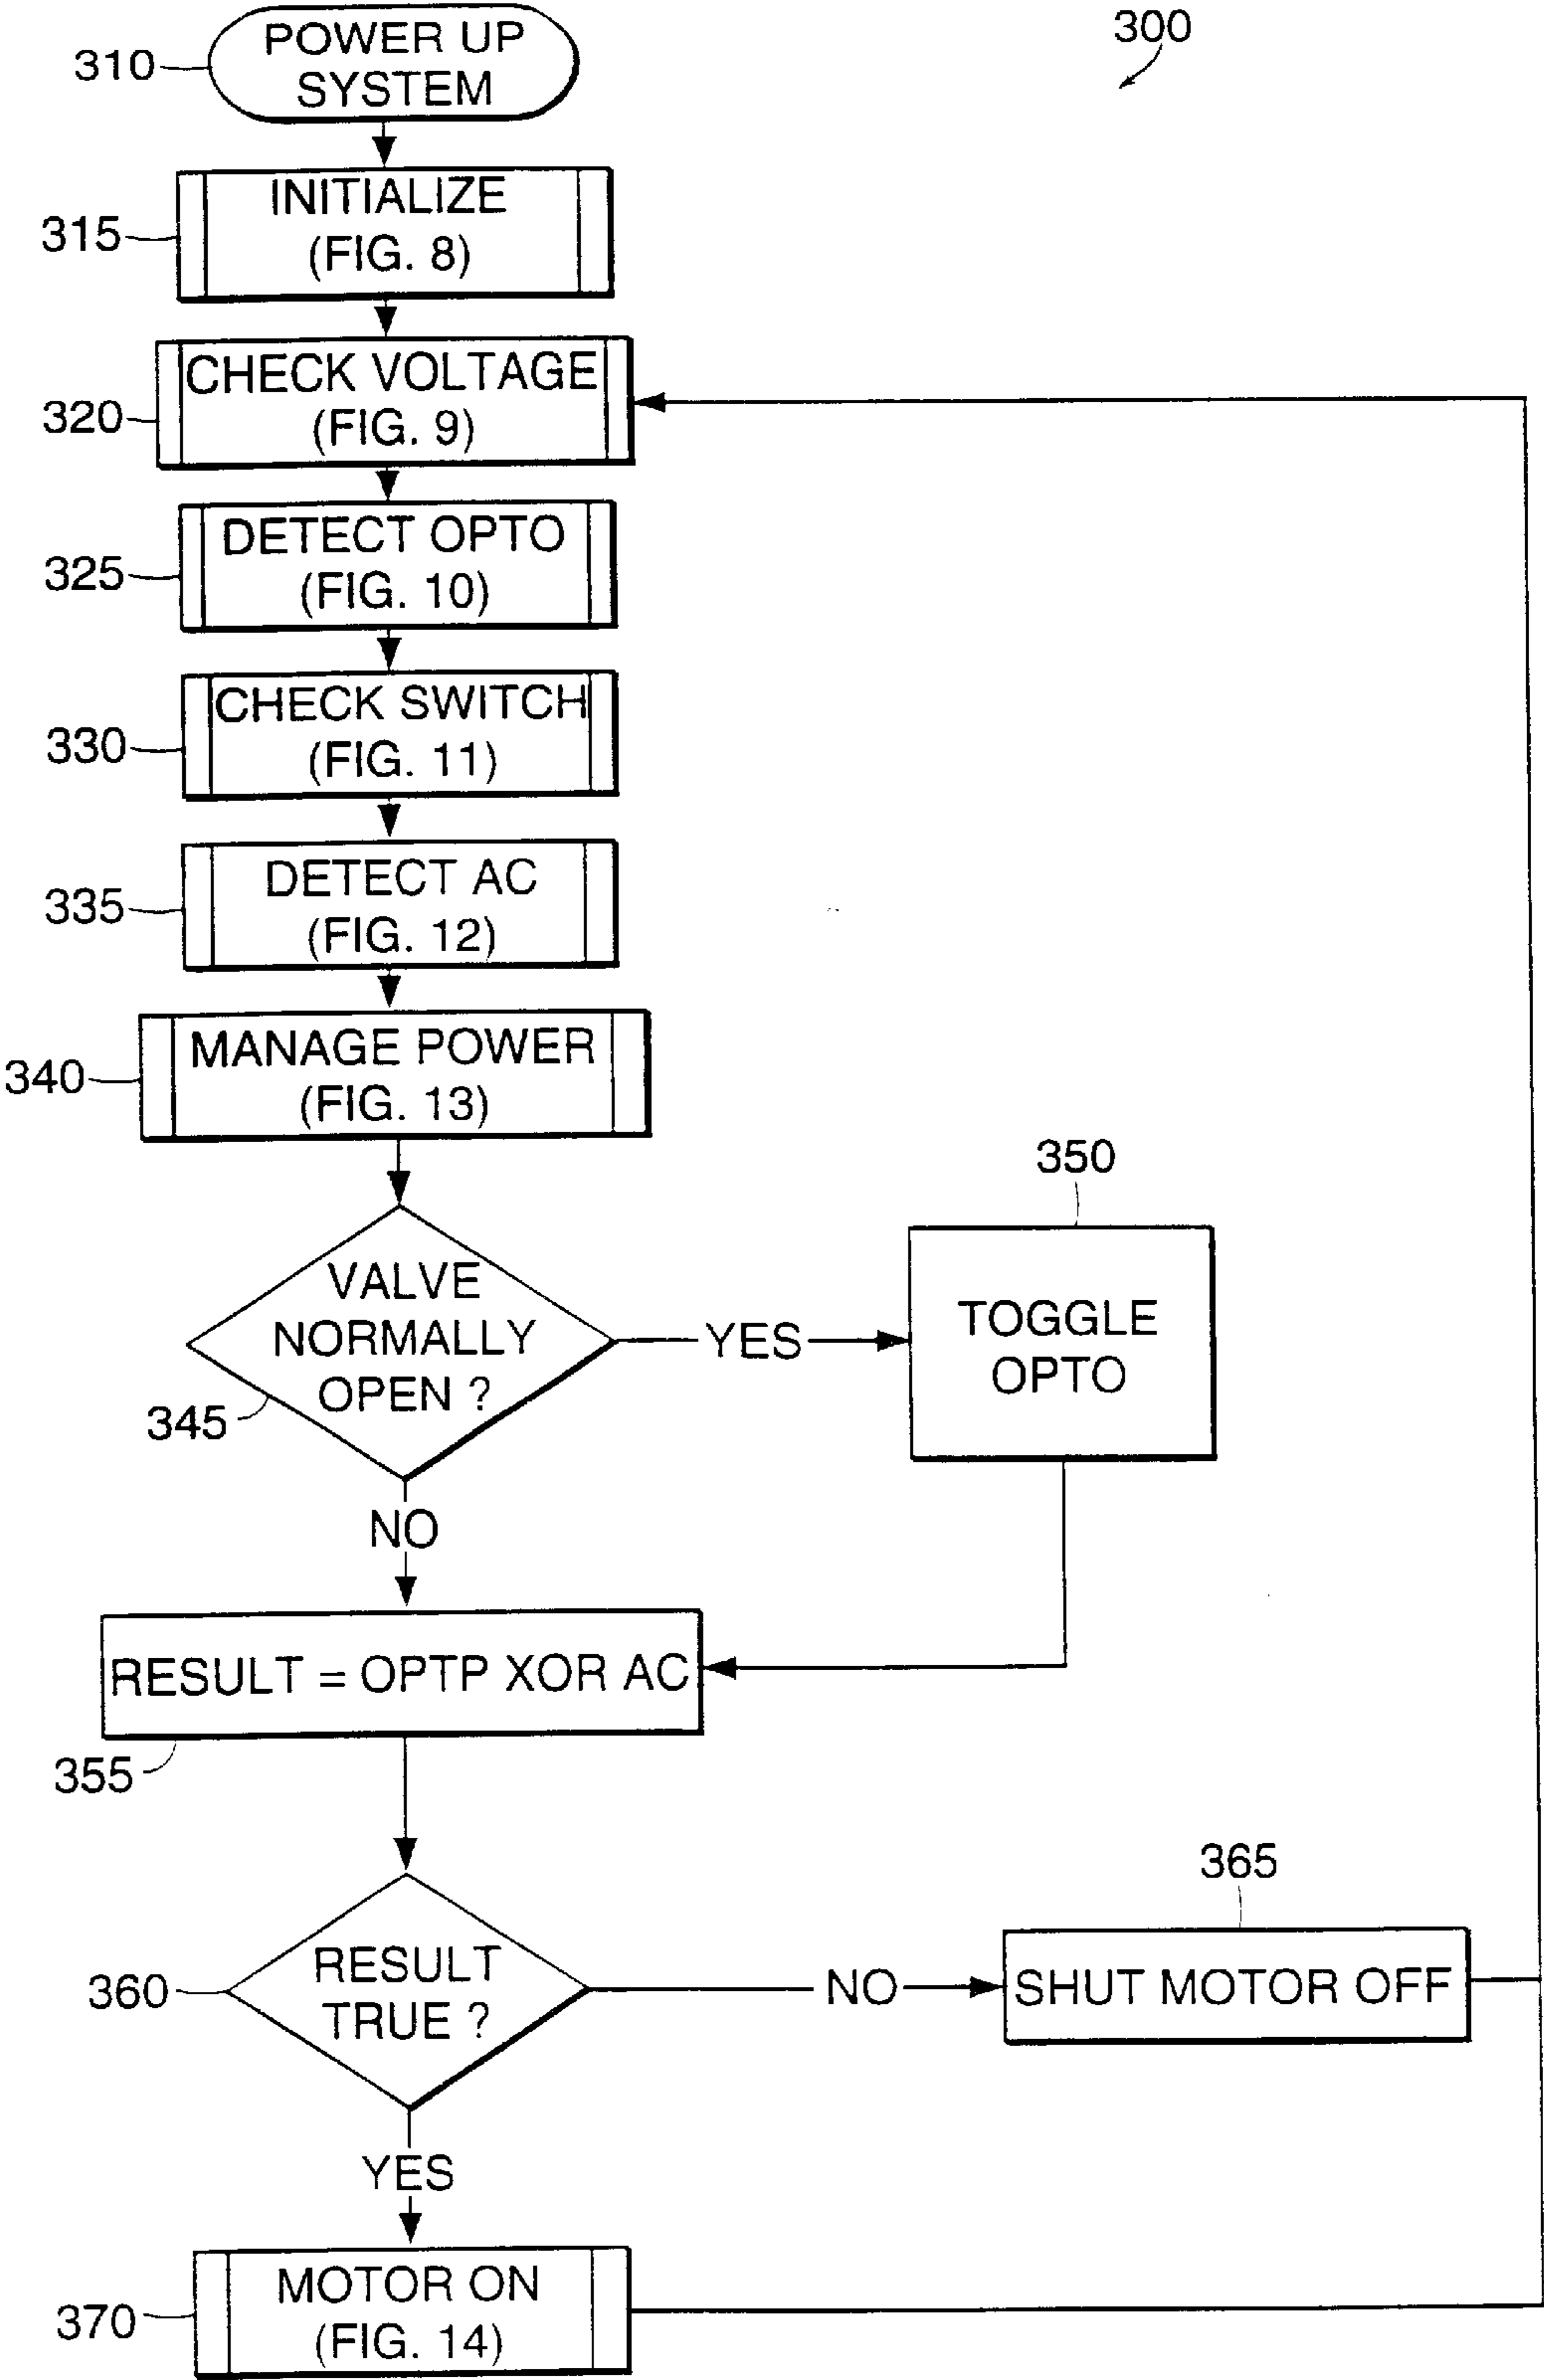 300
310
POWER UP
SYSTEM
315
INITIALIZE
(FIG. 8)
320
CHECK VOLTAGE
(FIG. 9)
325
DETECT OPTO
(FIG. 10)
330
CHECK SWITCH
(FIG. 11)
335
DETECT AC
(FIG. 12)
340
MANAGE POWER
(FIG. 13)
345
VALVE
NORMALLY
OPEN ?
YES
350
TOGGLE
OPTO
NO
355
RESULT = OPTP XOR AC
360
RESULT
TRUE ?
NO
365
SHUT MOTOR OFF
YES
370
MOTOR ON
(FIG. 14)